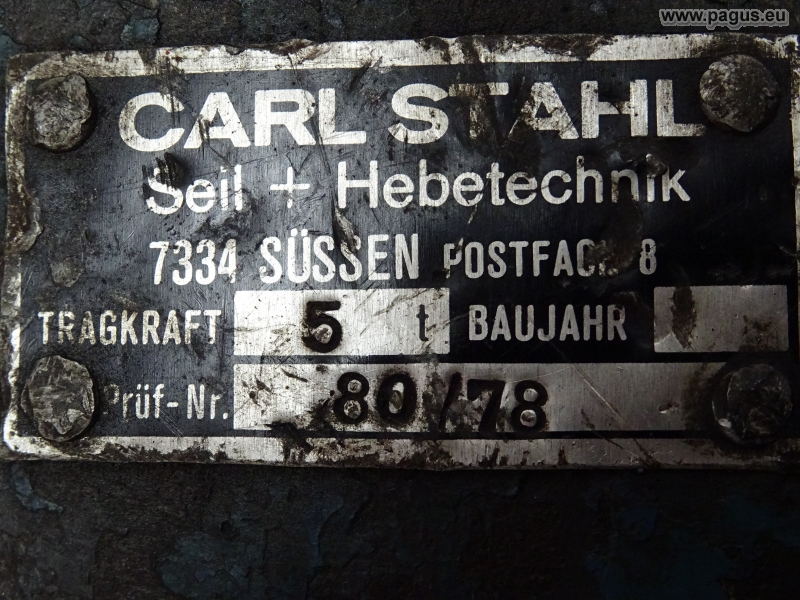 www.pagus.eu
CARL STAHL
Seil + Hebetechnik
7334 SÜSSEN POSTFACH 8
TRAGKRAFT 5 t BAUJAHR
Prüf-Nr. 80/78